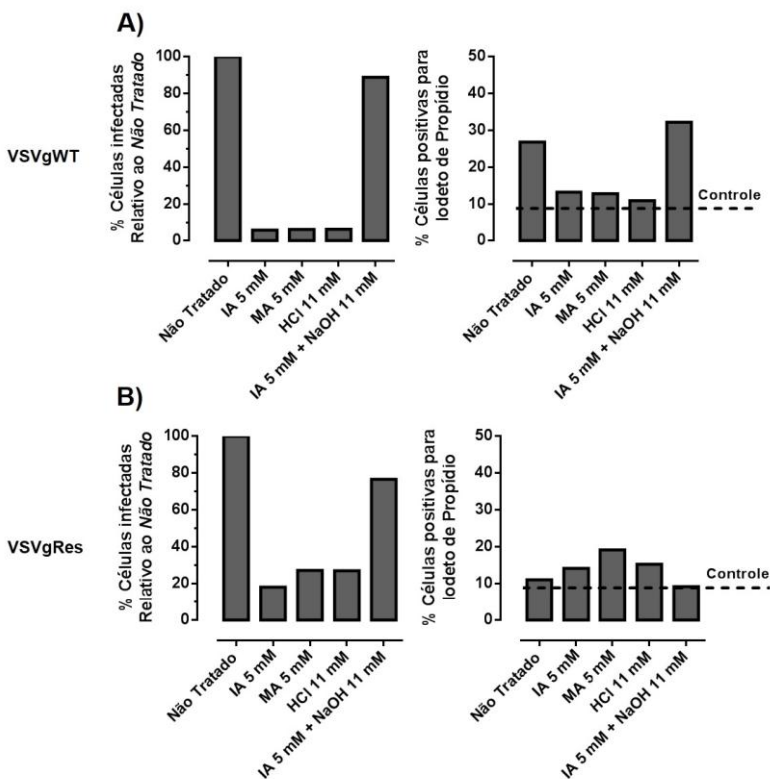 A)
VSVgWT
% Células infectadas
Relativo ao Não Tratado
100
80
60
40
20
0
Não Tratado
IA 5 mM
MA 5 mM
HCl 11 mM
IA 5 mM + NaOH 11 mM
% Células positivas para
Iodeto de Propídio
50
40
30
20
10
0
Controle
Não Tratado
IA 5 mM
MA 5 mM
HCl 11 mM
IA 5 mM + NaOH 11 mM
B)
VSVgRes
% Células infectadas
Relativo ao Não Tratado
100
80
60
40
20
0
Não Tratado
IA 5 mM
MA 5 mM
HCl 11 mM
IA 5 mM + NaOH 11 mM
% Células positivas para
Iodeto de Propídio
50
40
30
20
10
0
Controle
Não Tratado
IA 5 mM
MA 5 mM
HCl 11 mM
IA 5 mM + NaOH 11 mM